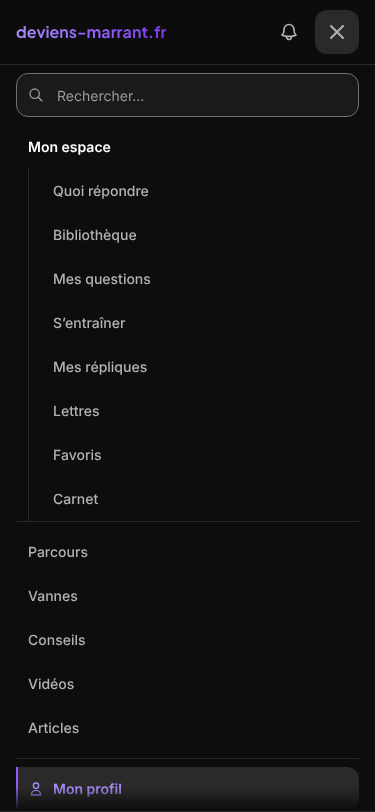 deviens-marrant.fr
Rechercher...
Mon espace
Quoi répondre
Bibliothèque
Mes questions
S’entraîner
Mes répliques
Lettres
Favoris
Carnet
Parcours
Vannes
Conseils
Vidéos
Articles
Mon profil